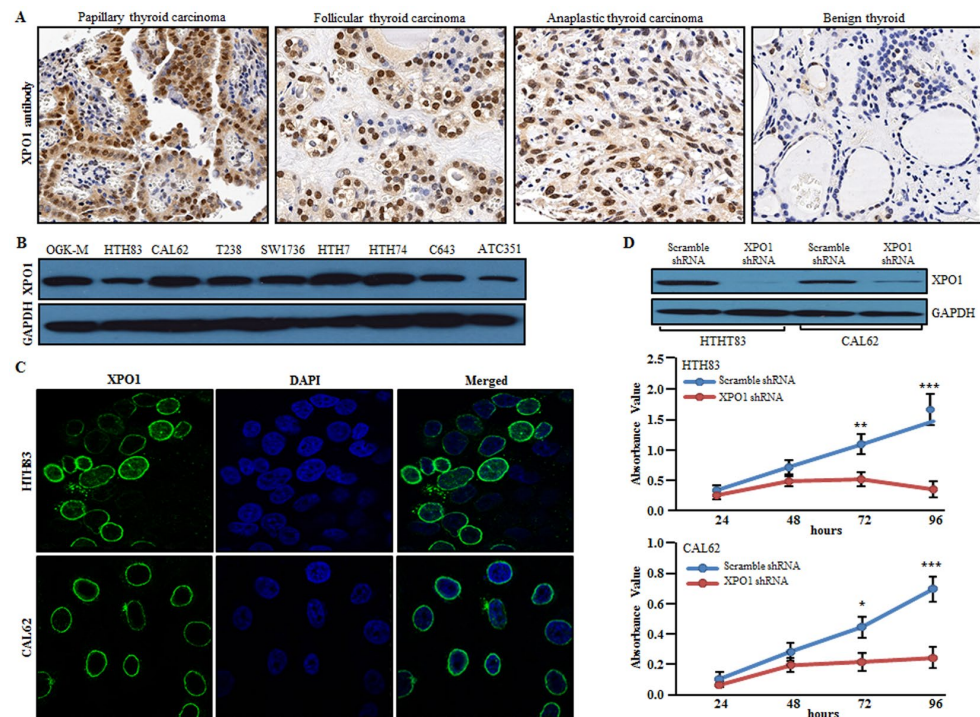 A
Papillary thyroid carcinoma
Follicular thyroid carcinoma
Anaplastic thyroid carcinoma
Benign thyroid
XPO1 antibody
B
OGK-M HTH83 CAL62 T238 SW1736 HTH7 HTH74 C643 ATC351
XPO1
GAPDH
C
XPO1 DAPI Merged
HTH83
CAL62
D
Scramble shRNA
XPO1 shRNA
Scramble shRNA
XPO1 shRNA
XPO1
GAPDH
HTHT83 CAL62
HTH83
Scramble shRNA
XPO1 shRNA
Absorbance Value
2.5
2.0
1.5
1.0
0.5
0.0
**
***
24 48 72 96
hours
CAL62
Scramble shRNA
XPO1 shRNA
Absorbance Value
1.0
0.8
0.6
0.4
0.2
0.0
*
***
24 48 72 96
hours